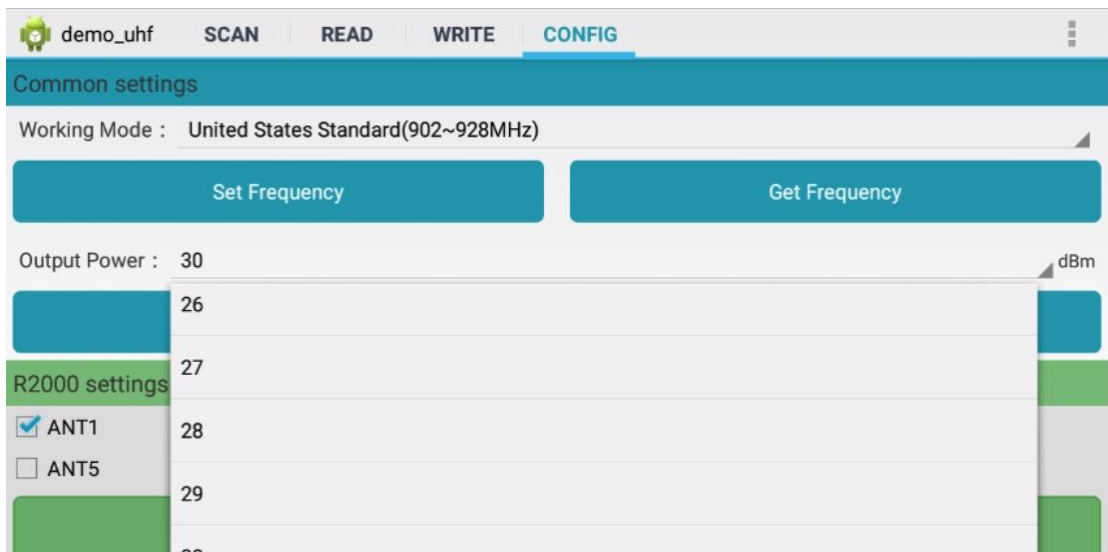 demo_uhf SCAN READ WRITE CONFIG
Common settings
Working Mode : United States Standard(902~928MHz)
Set Frequency Get Frequency
Output Power : 30 dBm
26
27
R2000 settings
ANT1
28
ANT5
29